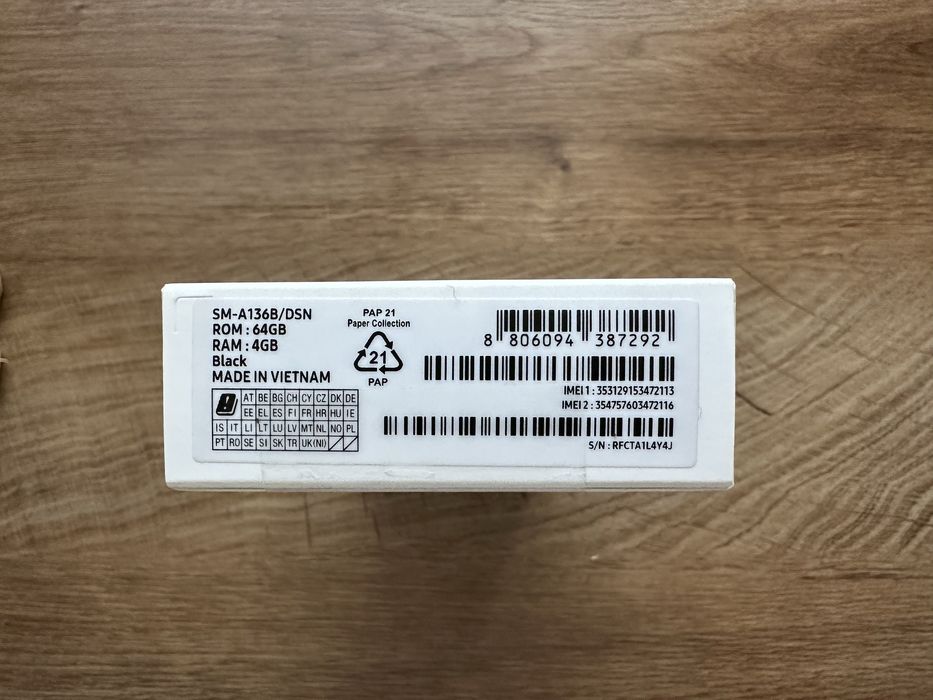 SM-A136B/DSN
ROM : 64GB
RAM : 4GB
Black
MADE IN VIETNAM
AT BE BG CH CY CZ DK DE
EE EL ES FI FR HR HU IE
IS IT LI LT LU LV MT NL NO PL
PT RO SE SI SK TR UK(NI)
PAP 21
Paper Collection
21
PAP
8 806094 387292
IMEI 1 : 353129153472113
IMEI 2 : 354757603472116
S/N : RFCTA1L4Y4J